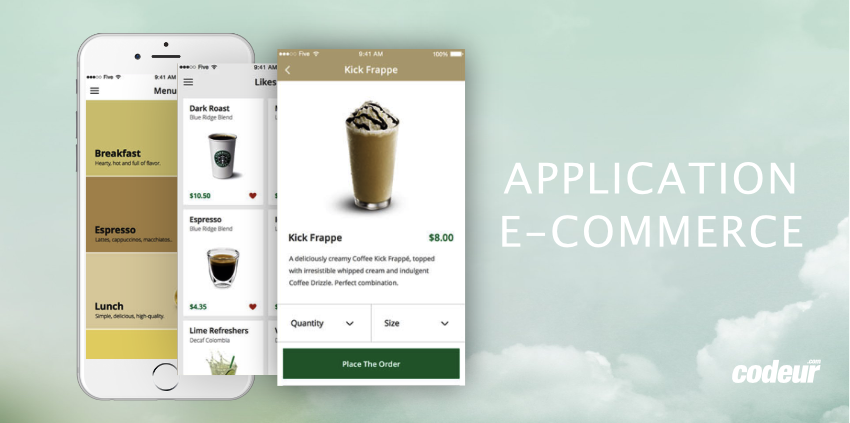 ●●●○○ Five 9:41 AM
Menu
Breakfast
Hearty, hot and full of flavor.
Espresso
Lattes, cappuccinos, macchiatos..
Lunch
Simple, delicious, high-quality.
●●●○○ Five 9:41 AM
Likes
Dark Roast
Blue Ridge Blend
$10.50
Espresso
Blue Ridge Blend
$4.35
Lime Refreshers
Decaf Colombia
●●●○○ Five 9:41 AM 100%
Kick Frappe
Kick Frappe $8.00
A deliciously creamy Coffee Kick Frappé, topped
with irresistible whipped cream and indulgent
Coffee Drizle. Perfect combination.
Quantity Size
Place The Order
APPLICATION
E-COMMERCE
codeur.com